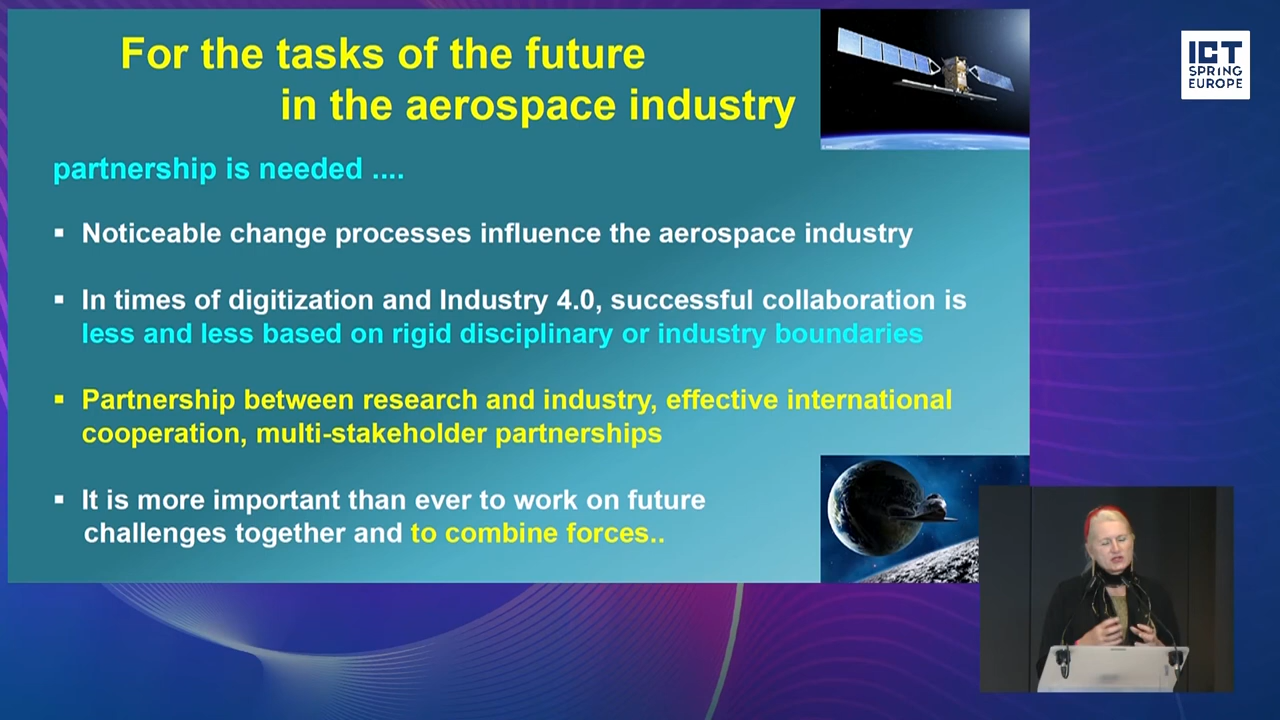 For the tasks of the future
in the aerospace industry
partnership is needed ....
▪ Noticeable change processes influence the aerospace industry
▪ In times of digitization and Industry 4.0, successful collaboration is
less and less based on rigid disciplinary or industry boundaries
▪ Partnership between research and industry, effective international
cooperation, multi-stakeholder partnerships
▪ It is more important than ever to work on future
challenges together and to combine forces..
ICT
SPRING
EUROPE